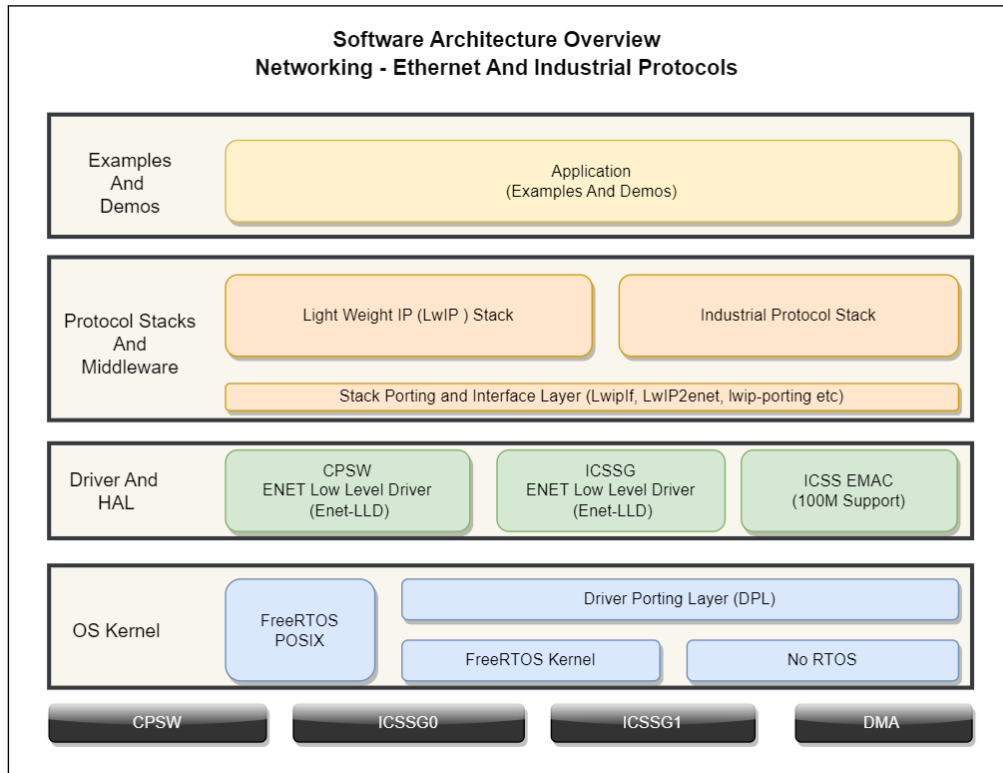 Software Architecture Overview
Networking - Ethernet And Industrial Protocols
Examples
And
Demos
Application
(Examples And Demos)
Protocol Stacks
And
Middleware
Light Weight IP (LwIP ) Stack
Industrial Protocol Stack
Stack Porting and Interface Layer (LwipIf, LwIP2enet, lwip-porting etc)
Driver And
HAL
CPSW
ENET Low Level Driver
(Enet-LLD)
ICSSG
ENET Low Level Driver
(Enet-LLD)
ICSS EMAC
(100M Support)
OS Kernel
FreeRTOS
POSIX
Driver Porting Layer (DPL)
FreeRTOS Kernel
No RTOS
CPSW
ICSSG0
ICSSG1
DMA